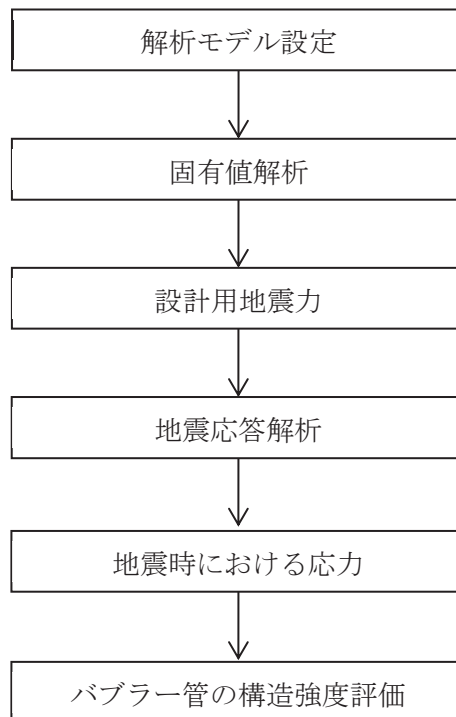 解析モデル設定
固有値解析
設計用地震力
地震応答解析
地震時における応力
バブラー管の構造強度評価